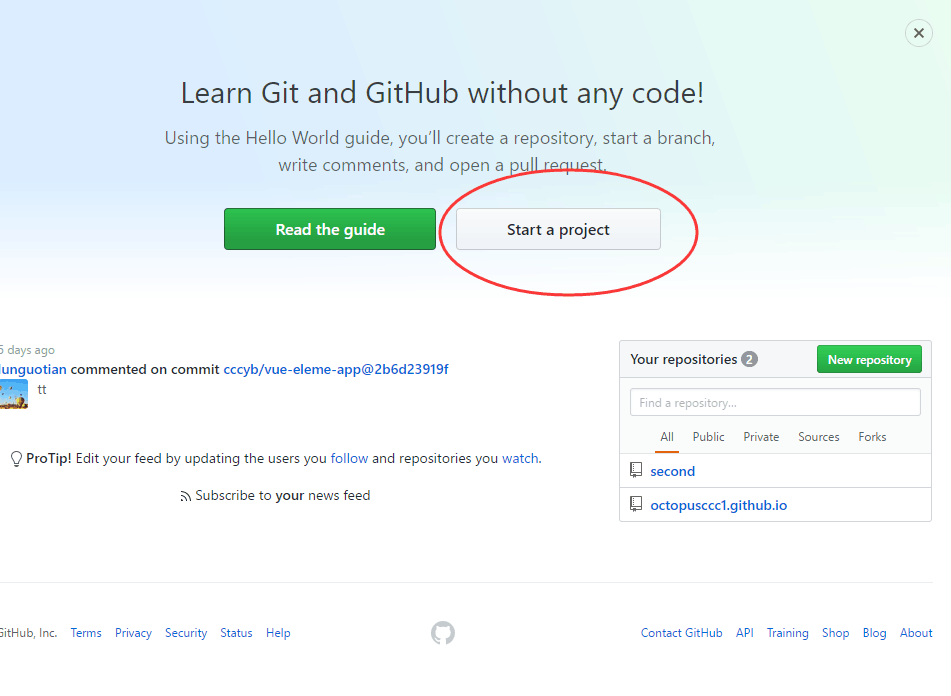 Learn Git and GitHub without any code!
Using the Hello World guide, you’ll create a repository, start a branch,
write comments, and open a pull request.
Read the guide
Start a project
5 days ago
unguotian commented on commit cccyb/vue-eleme-app@2b6d23919f
tt
ProTip! Edit your feed by updating the users you follow and repositories you watch.
Subscribe to your news feed
Your repositories 2
New repository
Find a repository...
All Public Private Sources Forks
second
octopusccc1.github.io
GitHub, Inc. Terms Privacy Security Status Help
Contact GitHub API Training Shop Blog About